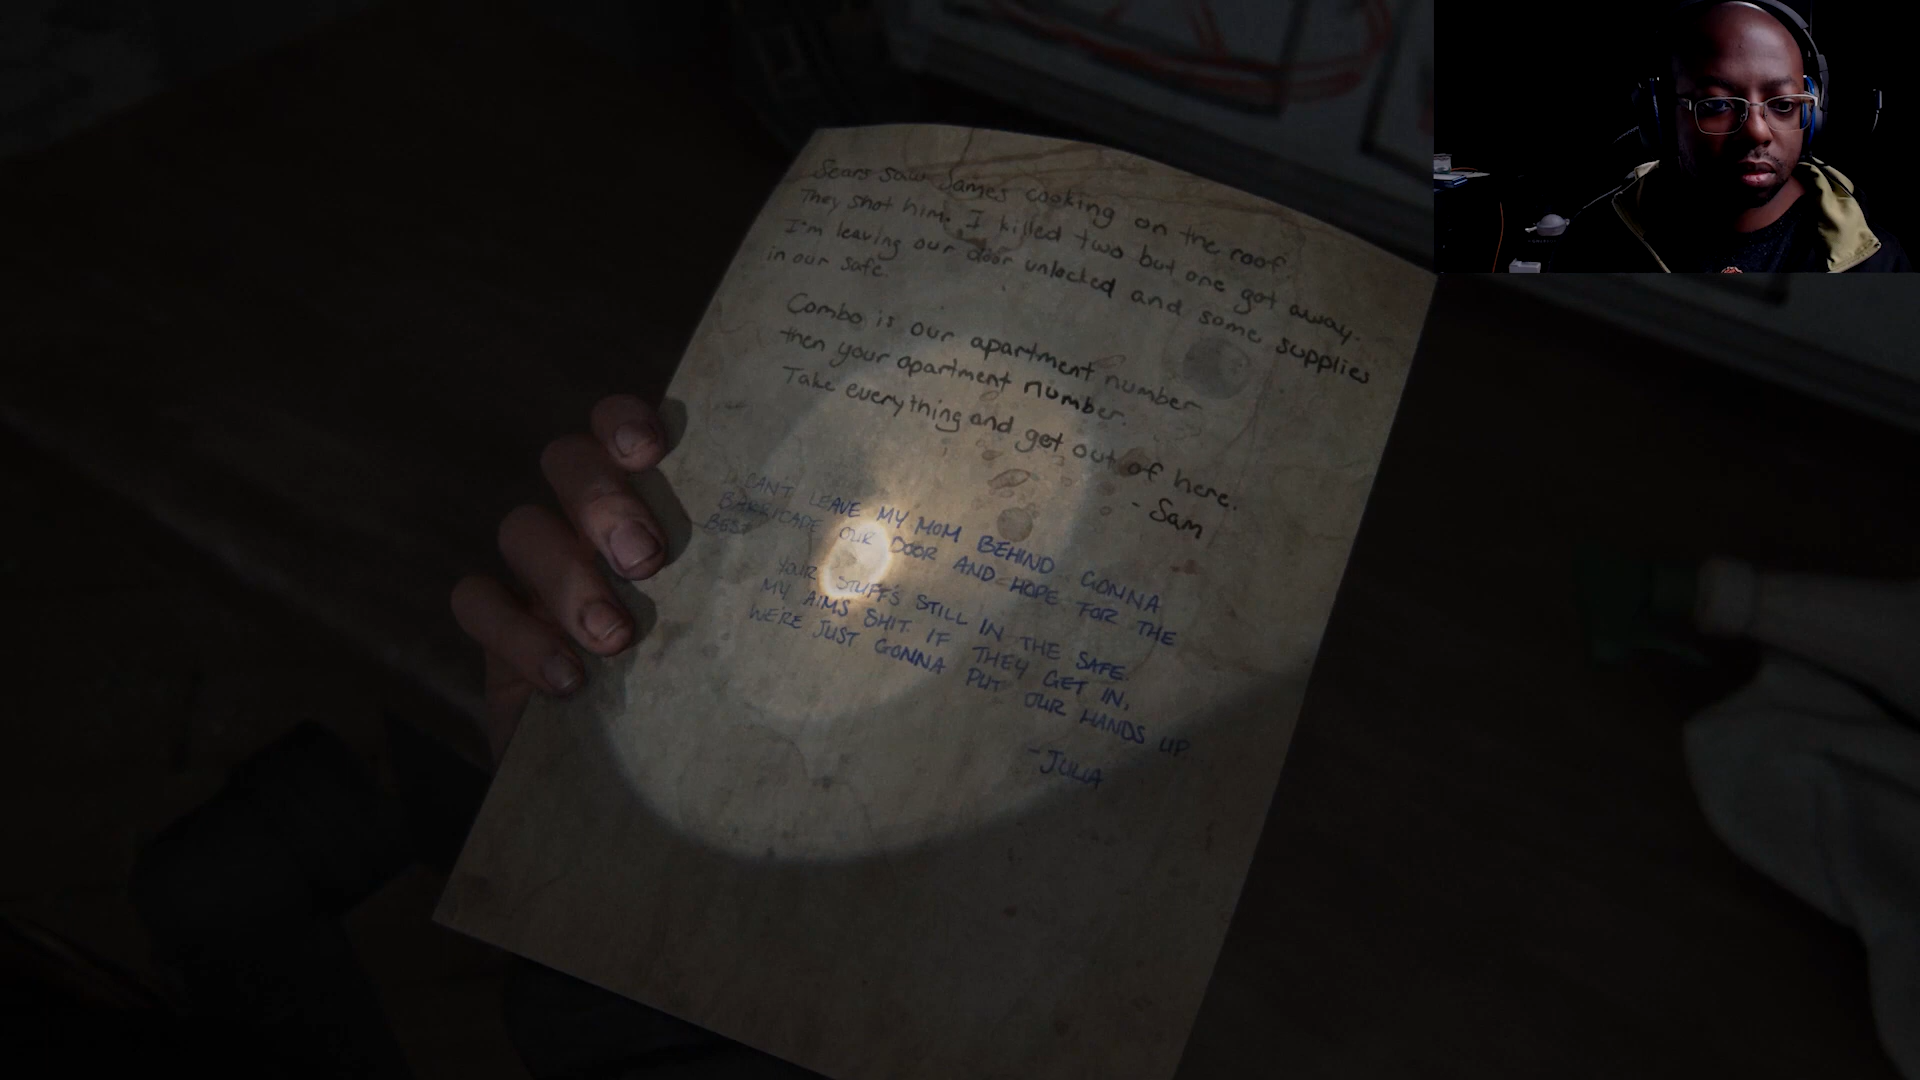 Scars saw James cooking on the roof.
They shot him. I killed two but one got away.
I'm leaving our door unlocked and some supplies
in our safe.
Combo is our apartment number
then your apartment number.
Take everything and get out of here.
- Sam
CAN'T LEAVE MY MOM BEHIND GONNA
BARRICADE OUR DOOR AND HOPE FOR THE
BEST
YOUR STUFF'S STILL IN THE SAFE.
MY AIM'S SHIT. IF THEY GET IN,
WE'RE JUST GONNA PUT OUR HANDS UP
- JULIA